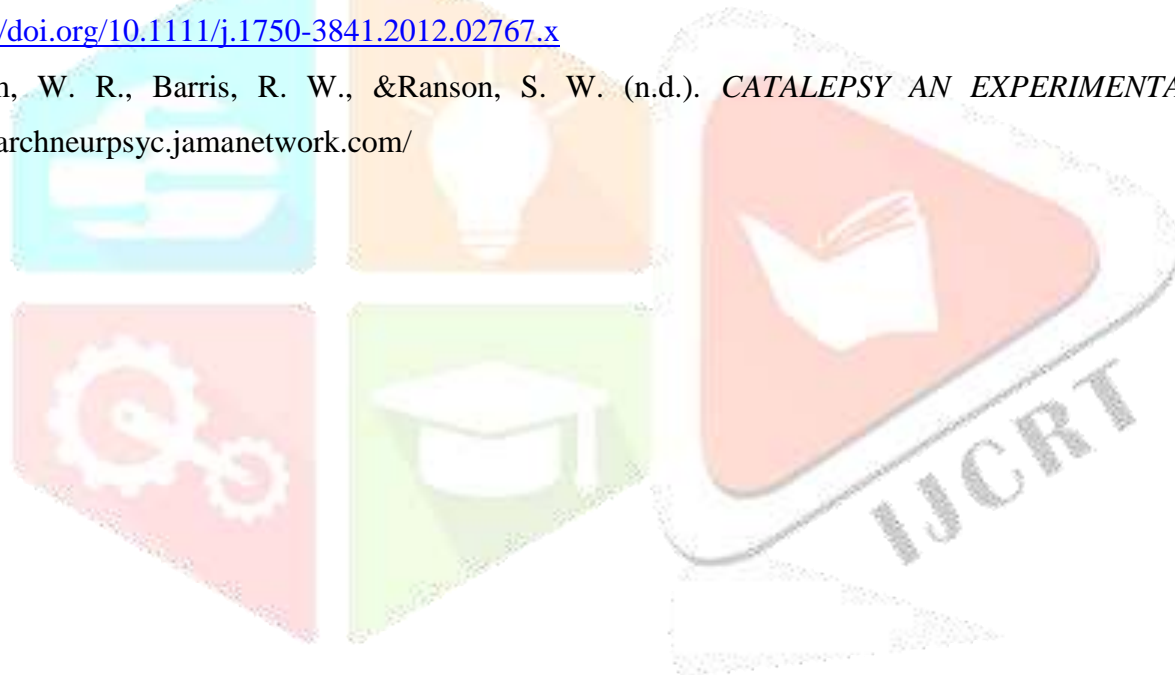 /doi.org/10.1111/j.1750-3841.2012.02767.x
W. R., Barris, R. W., &Ranson, S. W. (n.d.). CATALEPSY AN EXPERIMENTA
archneurpsyc.jamanetwork.com/
IJCRT